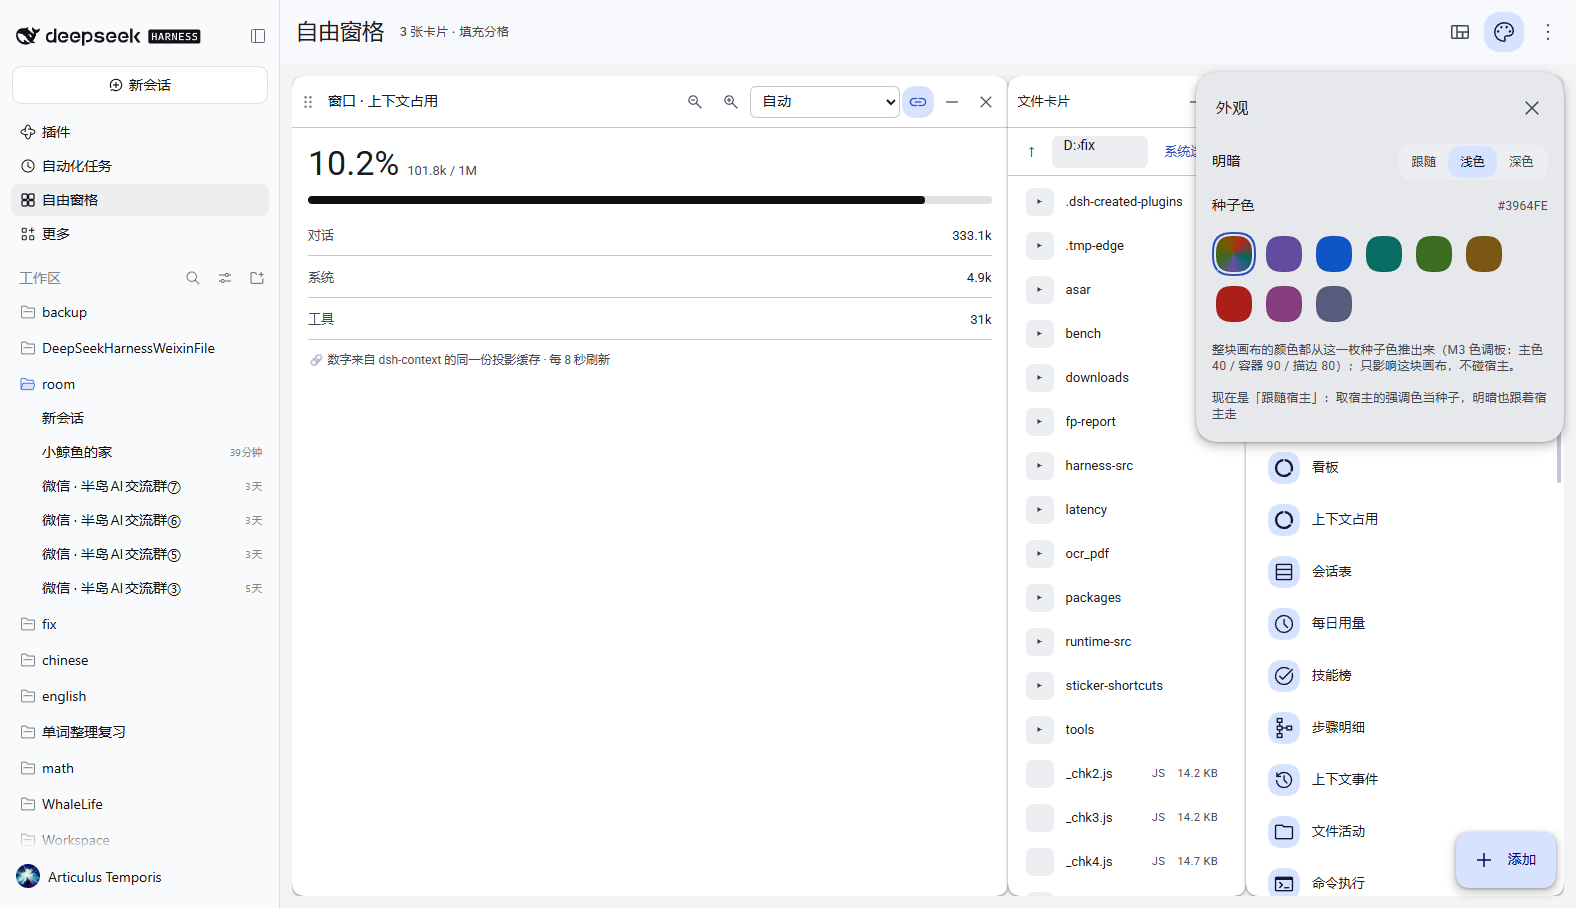 deepseek HARNESS
新会话
插件
自动化任务
自由窗格
更多
工作区
backup
DeepSeekHarnessWeixinFile
room
新会话
小鲸鱼的家 39分钟
微信 · 半岛 AI 交流群⑦ 3天
微信 · 半岛 AI 交流群⑥ 3天
微信 · 半岛 AI 交流群⑤ 3天
微信 · 半岛 AI 交流群③ 5天
fix
chinese
english
单词整理复习
math
WhaleLife
Workspace
Articulus Temporis
自由窗格 3 张卡片 · 填充分格
窗口 · 上下文占用 自动
10.2% 101.8k / 1M
对话 333.1k
系统 4.9k
工具 31k
数字来自 dsh-context 的同一份投影缓存 · 每 8 秒刷新
文件卡片
↑ D:›fix 系统
.dsh-created-plugins
.tmp-edge
asar
bench
downloads
fp-report
harness-src
latency
ocr_pdf
packages
runtime-src
sticker-shortcuts
tools
_chk2.js JS 14.2 KB
_chk3.js JS 14.2 KB
_chk4.js JS 14.7 KB
外观
明暗 跟随 浅色 深色
种子色 #3964FE
整块画布的颜色都从这一枚种子色推出来（M3 色调板：主色
40 / 容器 90 / 描边 80）；只影响这块画布，不碰宿主。
现在是「跟随宿主」：取宿主的强调色当种子，明暗也跟着宿
主走
看板
上下文占用
会话表
每日用量
技能榜
步骤明细
上下文事件
文件活动
命令执行
添加